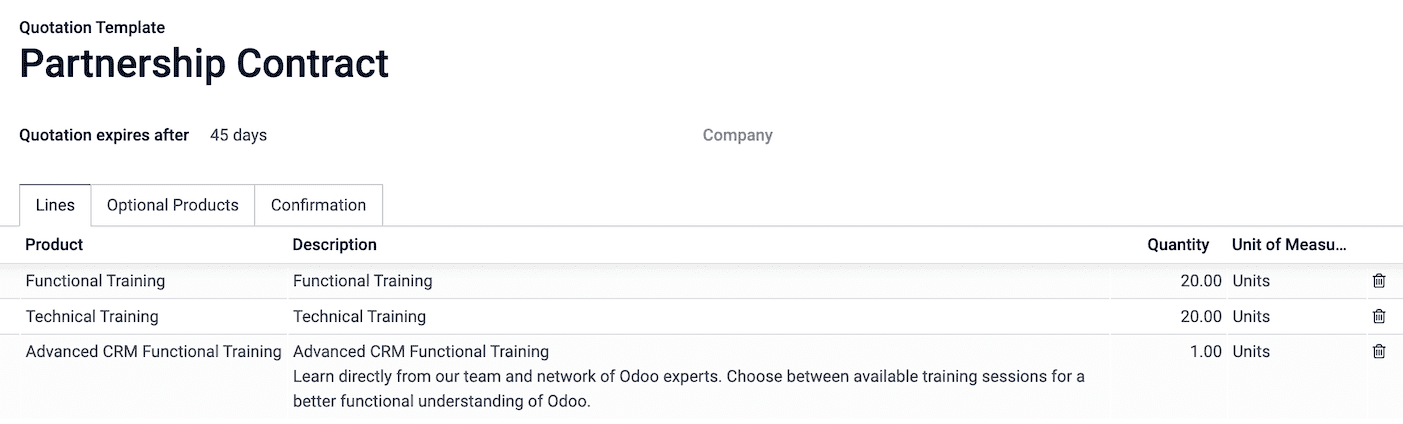 Quotation Template
Partnership Contract
Quotation expires after 45 days Company
Lines Optional Products Confirmation
Product Description Quantity Unit of Measu...
Functional Training Functional Training 20.00 Units
Technical Training Technical Training 20.00 Units
Advanced CRM Functional Training Advanced CRM Functional Training 1.00 Units
Learn directly from our team and network of Odoo experts. Choose between available training sessions for a
better functional understanding of Odoo.